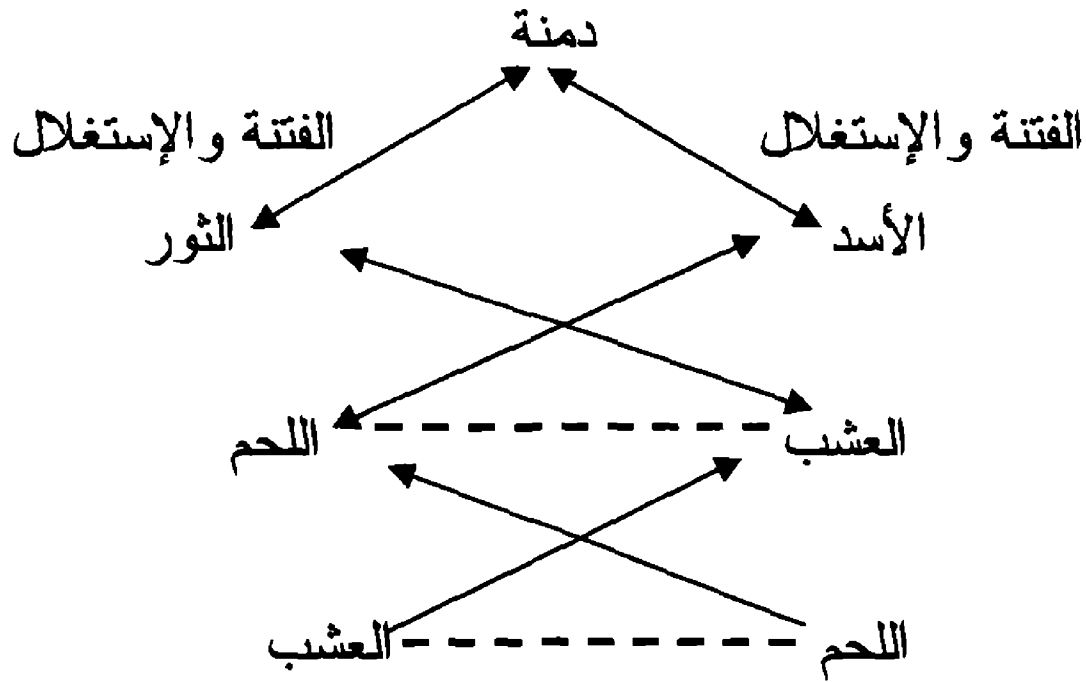 دمنة
الفتنة والإستغلال
الفتنة والإستغلال
الأسد
الثور
العشب
اللحم
اللحم
العشب